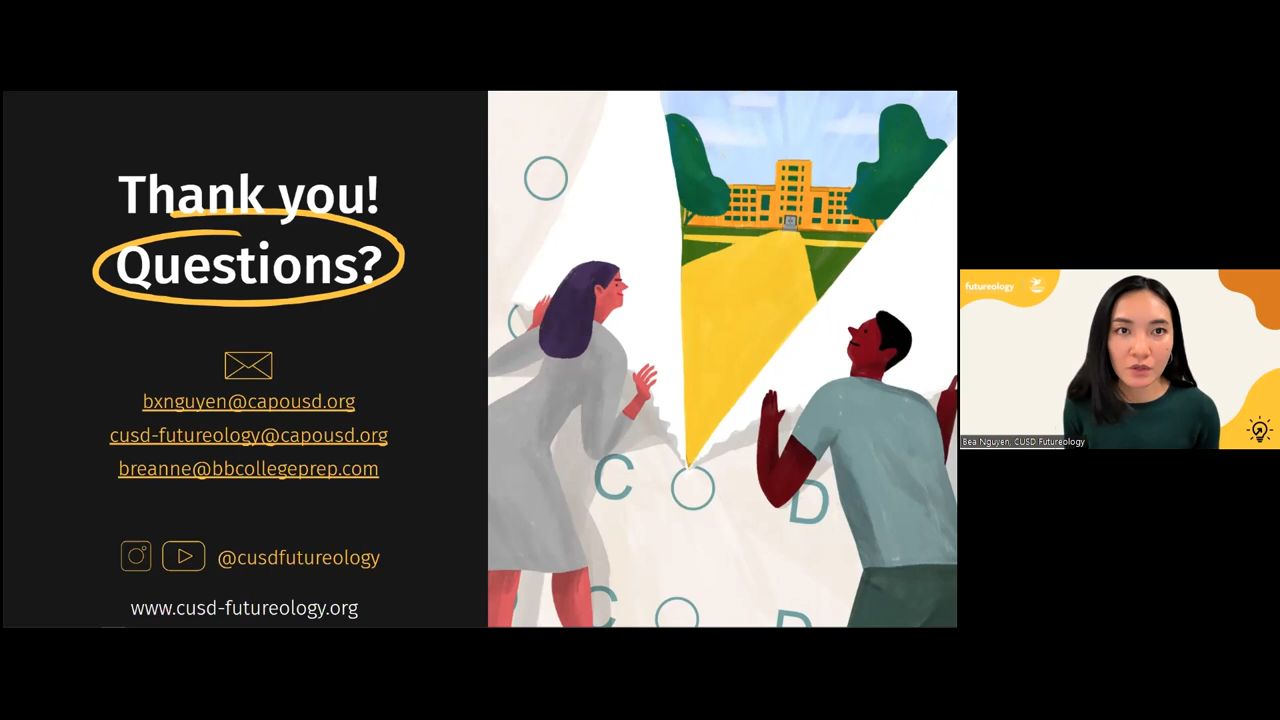 Thank you!
Questions?
bxnguyen@capousd.org
cusd-futureology@capousd.org
breanne@bbcollegeprep.com
@cusdfutureology
www.cusd-futureology.org
C
D
C
D
futureology
Bea Nguyen, CUSD Futureology